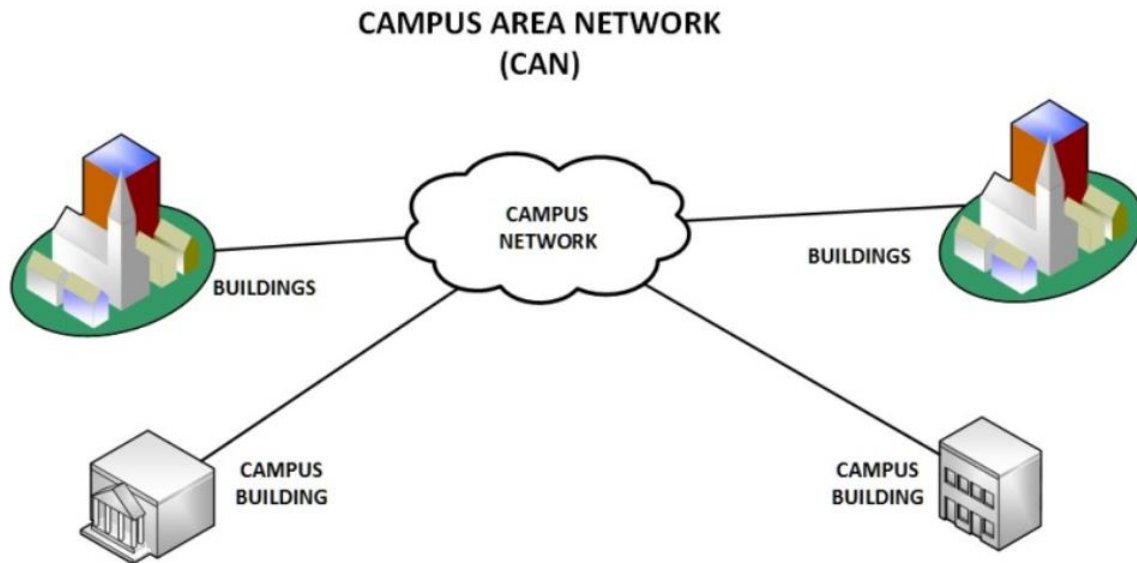 CAMPUS AREA NETWORK
(CAN)
CAMPUS
NETWORK
BUILDINGS
BUILDINGS
CAMPUS
BUILDING
CAMPUS
BUILDING